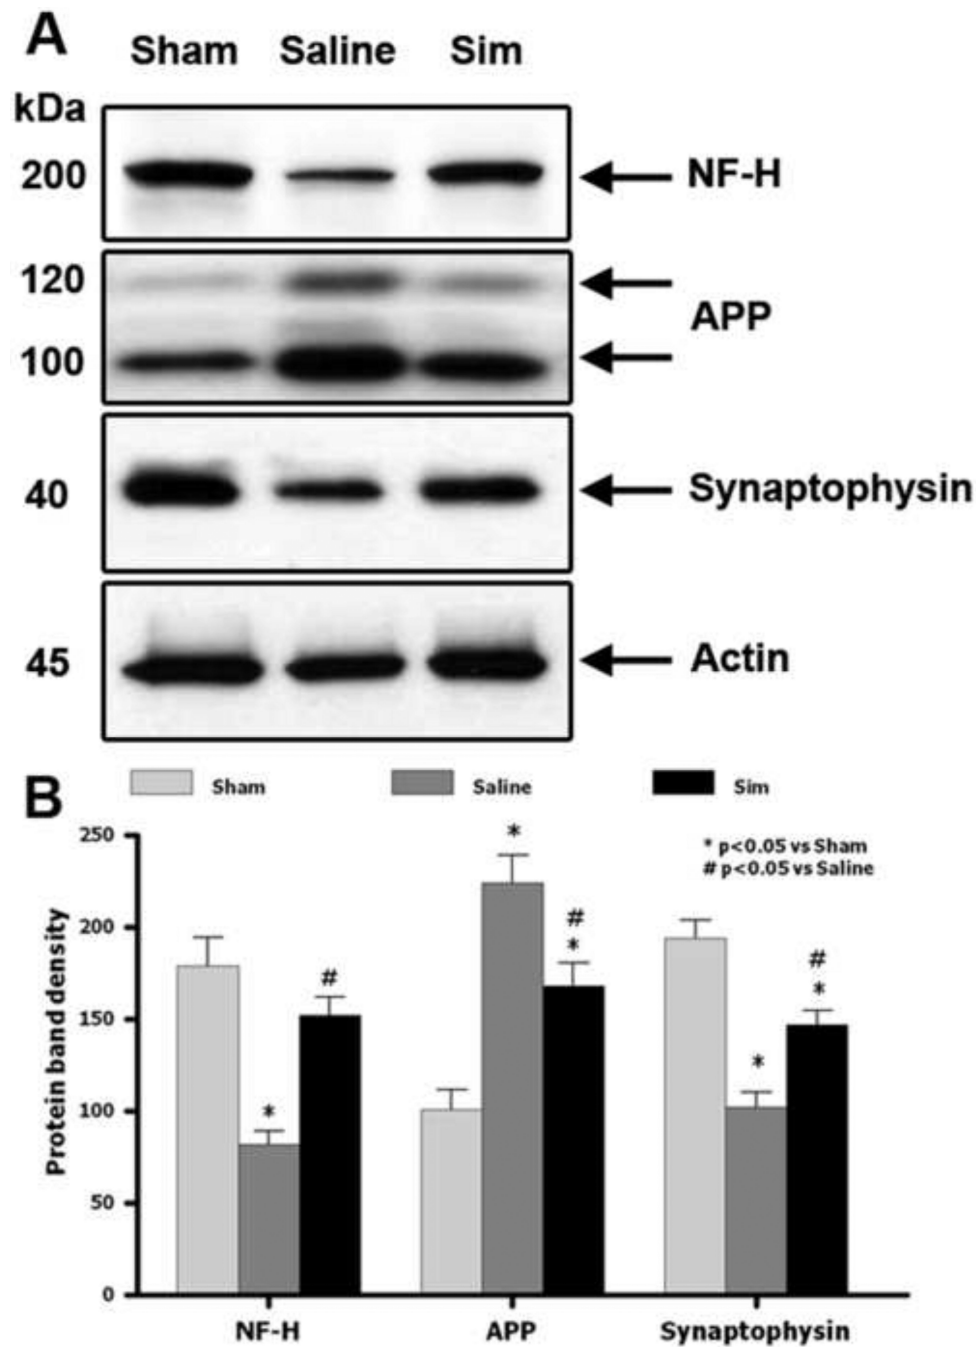 A
Sham Saline Sim
kDa
200 NF-H
120
APP
100
40 Synaptophysin
45 Actin
B
Sham Saline Sim
250
200
150
100
50
0
Protein band density
* p<0.05 vs Sham
# p<0.05 vs Saline
*
#
*
#
*
*
#
*
NF-H APP Synaptophysin